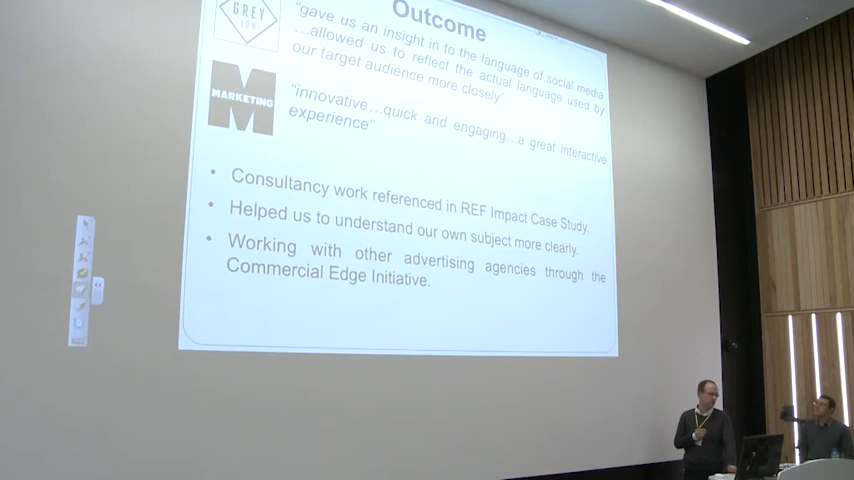 Outcome
GREY
LDN
“gave us an insight in to the language of social media
…allowed us to reflect the actual language used by
our target audience more closely”
M
MARKETING
“innovative…quick and engaging…a great interactive
experience”
• Consultancy work referenced in REF Impact Case Study.
• Helped us to understand our own subject more clearly.
• Working with other advertising agencies through the
Commercial Edge Initiative.